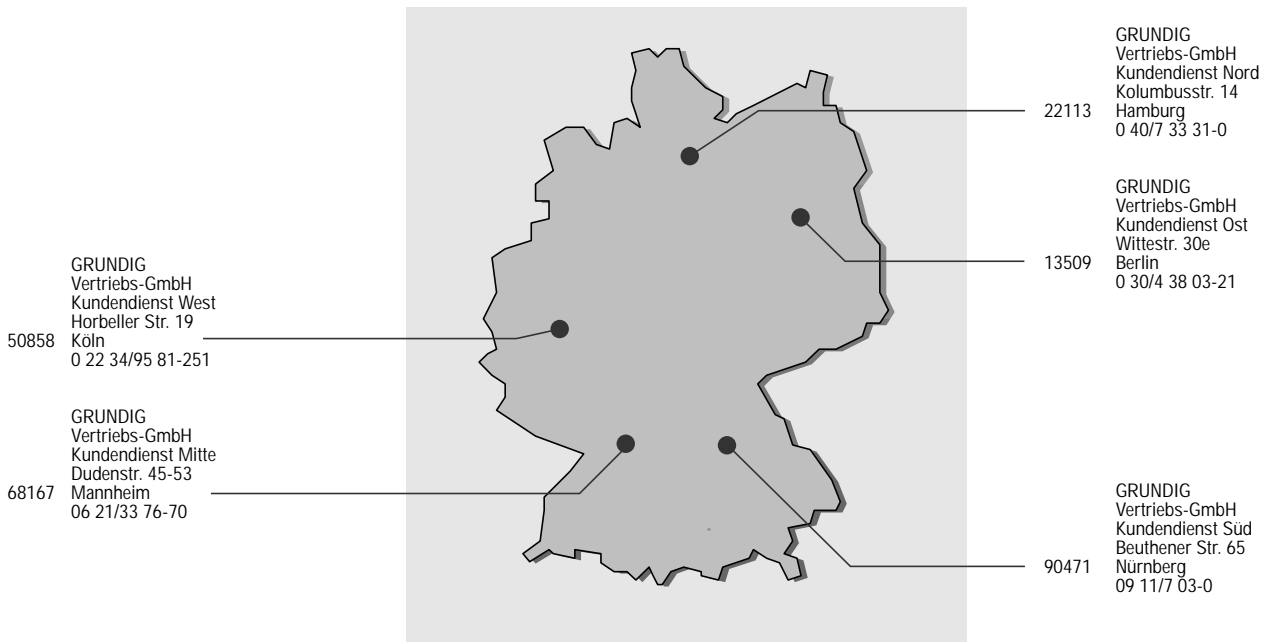 GRUNDIG
Vertriebs-GmbH
Kundendienst Nord
Kolumbusstr. 14
22113 Hamburg
0 40/7 33 31-0
GRUNDIG
Vertriebs-GmbH
Kundendienst Ost
Wittestr. 30e
13509 Berlin
0 30/4 38 03-21
GRUNDIG
Vertriebs-GmbH
Kundendienst West
Horbeller Str. 19
50858 Köln
0 22 34/95 81-251
GRUNDIG
Vertriebs-GmbH
Kundendienst Mitte
Dudenstr. 45-53
68167 Mannheim
06 21/33 76-70
GRUNDIG
Vertriebs-GmbH
Kundendienst Süd
Beuthener Str. 65
90471 Nürnberg
09 11/7 03-0